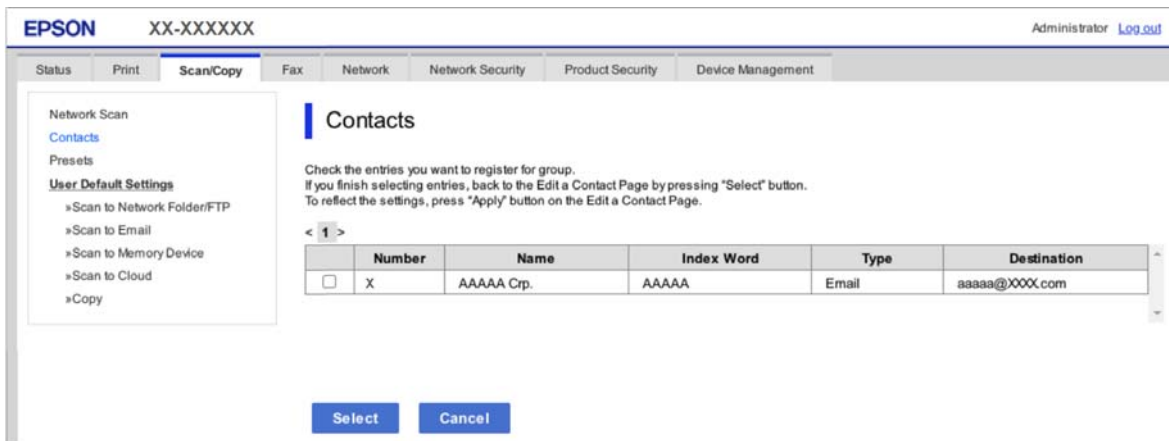 EPSON XX-XXXXXX Administrator Log out
Status Print Scan/Copy Fax Network Network Security Product Security Device Management
Network Scan
Contacts
Presets
User Default Settings
»Scan to Network Folder/FTP
»Scan to Email
»Scan to Memory Device
»Scan to Cloud
»Copy
Contacts
Check the entries you want to register for group.
If you finish selecting entries, back to the Edit a Contact Page by pressing "Select" button.
To reflect the settings, press "Apply" button on the Edit a Contact Page.
< 1 >
Number Name Index Word Type Destination
X AAAAA Crp. AAAAA Email aaaaa@XXXX.com
Select Cancel